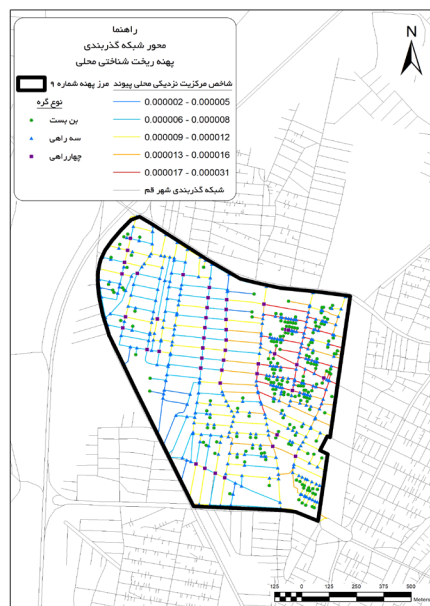 راهنما
محور شبکه گذربندی
پهنه ریخت شناختی محلی
شاخص مرکزیت نزدیکی محلی پیوند مرز پهنه شماره ۹
نوع گره
0.000002 - 0.000005
بن بست
0.000006 - 0.000008
سه راهی
0.000009 - 0.000012
چهارراهی
0.000013 - 0.000016
0.000017 - 0.000031
شبکه گذربندی شهر قم
N
125 0 125 250 375 500
Meters